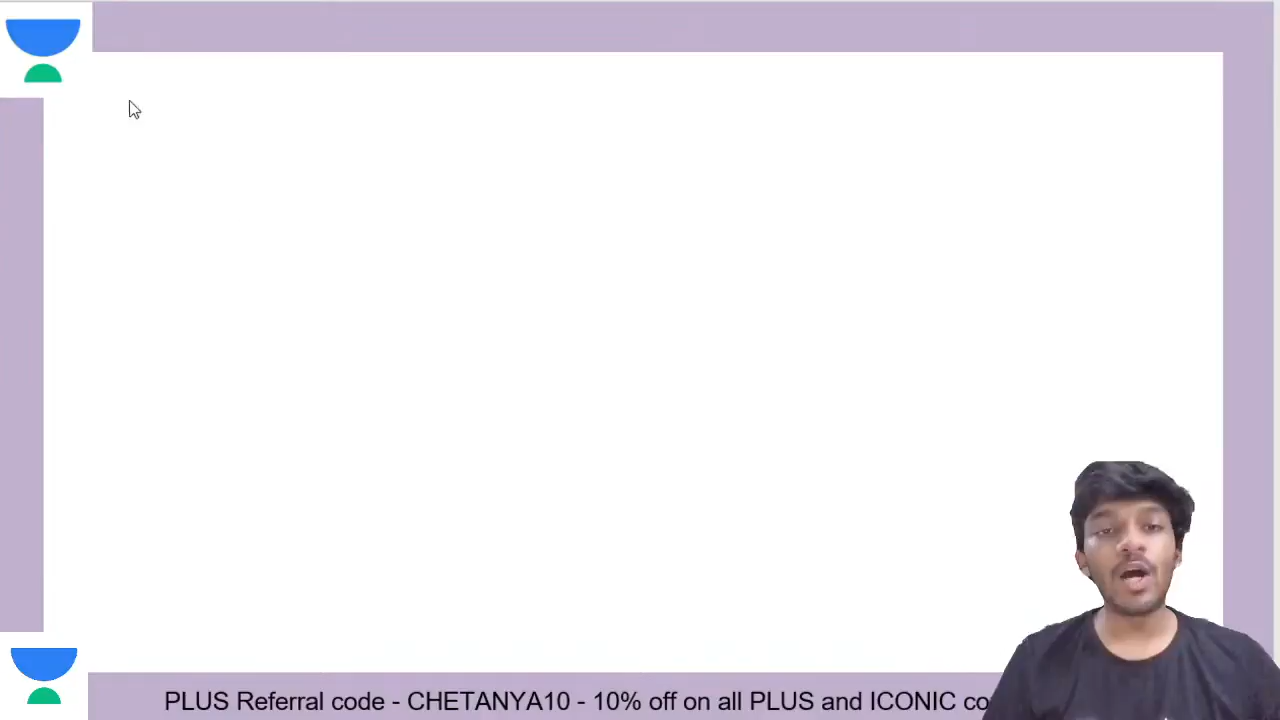 PLUS Referral code - CHETANYA10 - 10% off on all PLUS and ICONIC co